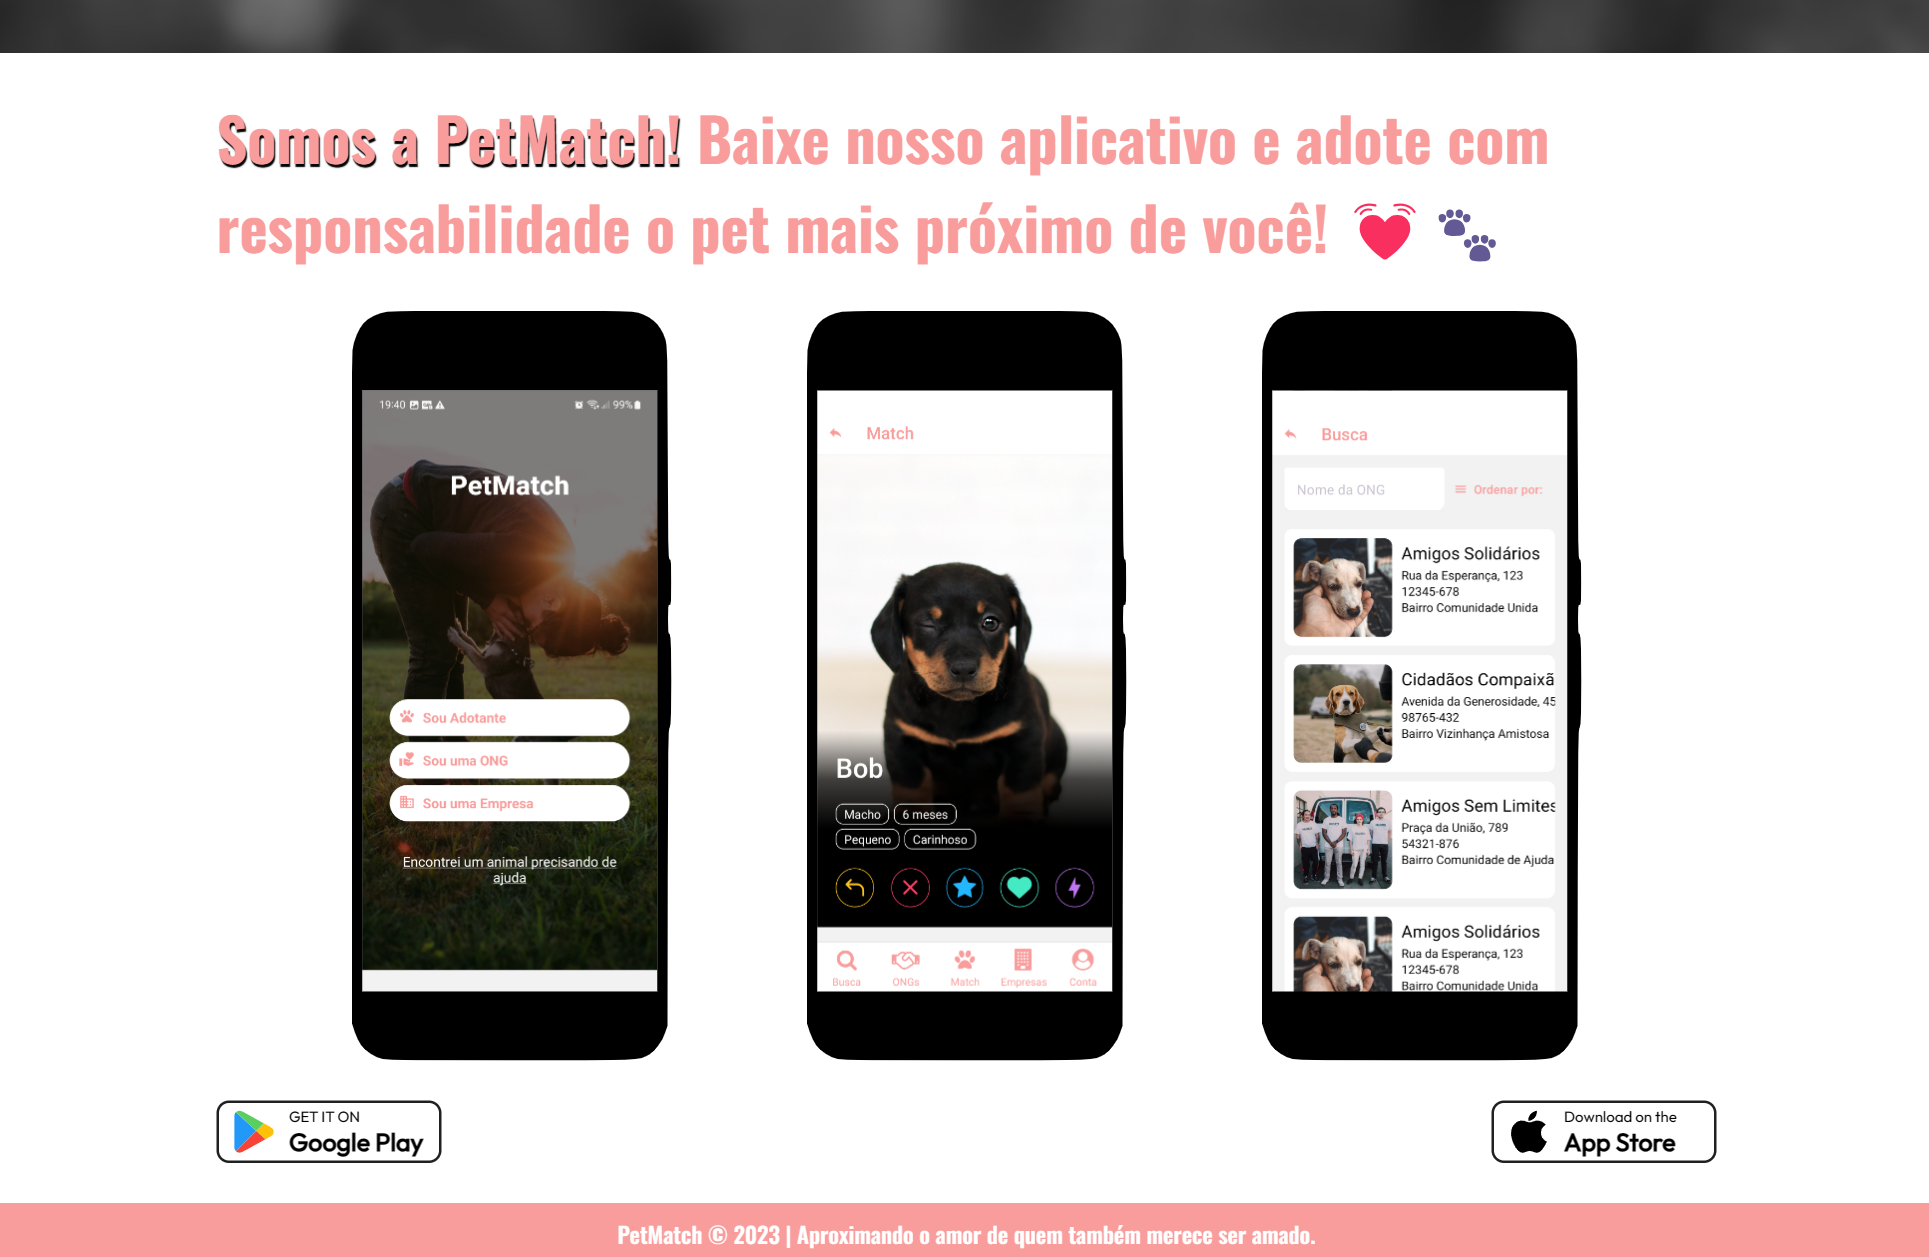 Somos a PetMatch! Baixe nosso aplicativo e adote com
responsabilidade o pet mais próximo de você!
19:40
99%
PetMatch
Sou Adotante
Sou uma ONG
Sou uma Empresa
Encontrei um animal precisando de
ajuda
Match
Bob
Macho
6 meses
Pequeno
Carinhoso
Busca
ONGs
Match
Empresas
Conta
Busca
Nome da ONG
Ordenar por:
Amigos Solidários
Rua da Esperança, 123
12345-678
Bairro Comunidade Unida
Cidadãos Compaixã
Avenida da Generosidade, 45
98765-432
Bairro Vizinhança Amistosa
Amigos Sem Limites
Praça da União, 789
54321-876
Bairro Comunidade de Ajuda
Amigos Solidários
Rua da Esperança, 123
12345-678
Bairro Comunidade Unida
GET IT ON
Google Play
Download on the
App Store
PetMatch © 2023 | Aproximando o amor de quem também merece ser amado.